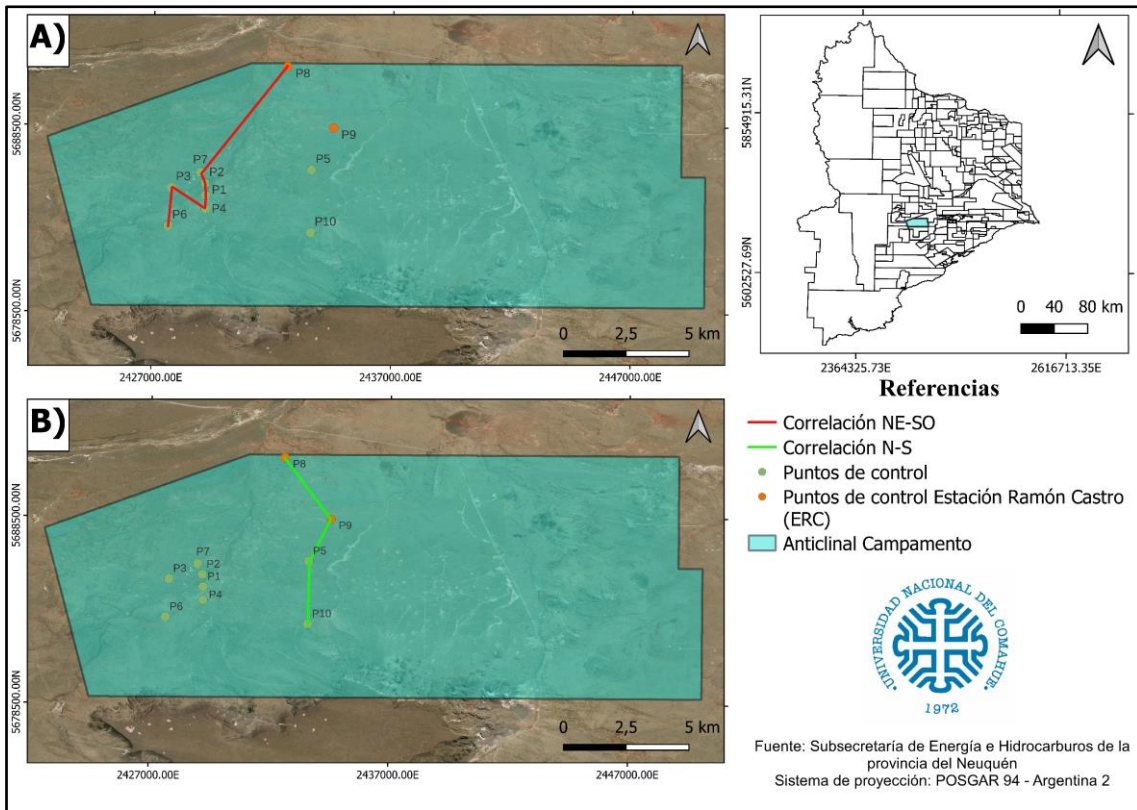 A)
P8
P9
P5
P7
P2
P3
P1
P4
P6
P10
5688500.00N
5678500.00N
0 2,5 5 km
2427000.00E 2437000.00E 2447000.00E
B)
P8
P9
P5
P7
P2
P3
P1
P4
P6
P10
5688500.00N
5678500.00N
0 2,5 5 km
2427000.00E 2437000.00E 2447000.00E
5854915.31N
5602527.69N
0 40 80 km
2364325.73E 2616713.35E
Referencias
Correlación NE-SO
Correlación N-S
Puntos de control
Puntos de control Estación Ramón Castro
(ERC)
Anticlinal Campamento
UNIVERSIDAD NACIONAL DEL COMAHUE
1972
Fuente: Subsecretaría de Energía e Hidrocarburos de la
provincia del Neuquén
Sistema de proyección: POSGAR 94 - Argentina 2